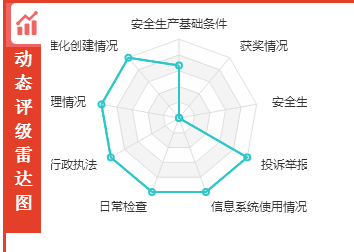 动态评级雷达图
安全生产基础条件
准化创建情况
获奖情况
理情况
安全生
行政执法
投诉举报
日常检查
信息系统使用情况